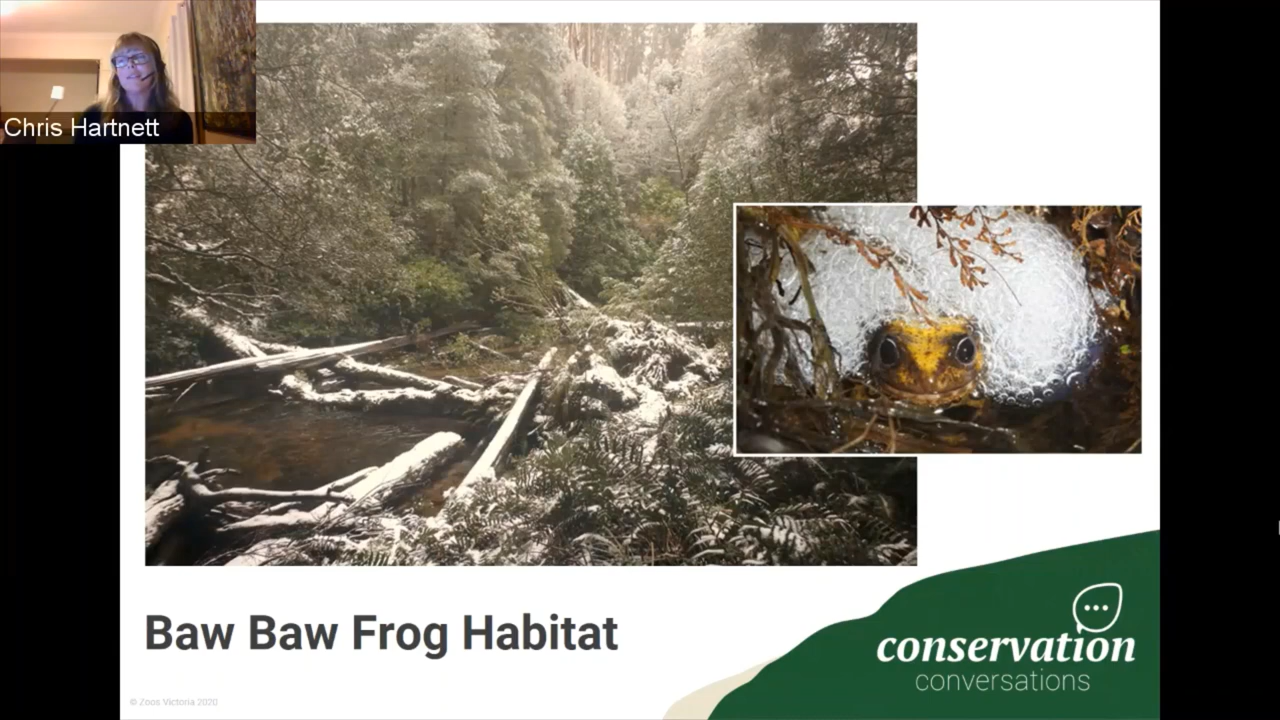 Chris Hartnett
Baw Baw Frog Habitat
conservation
conversations
© Zoos Victoria 2020